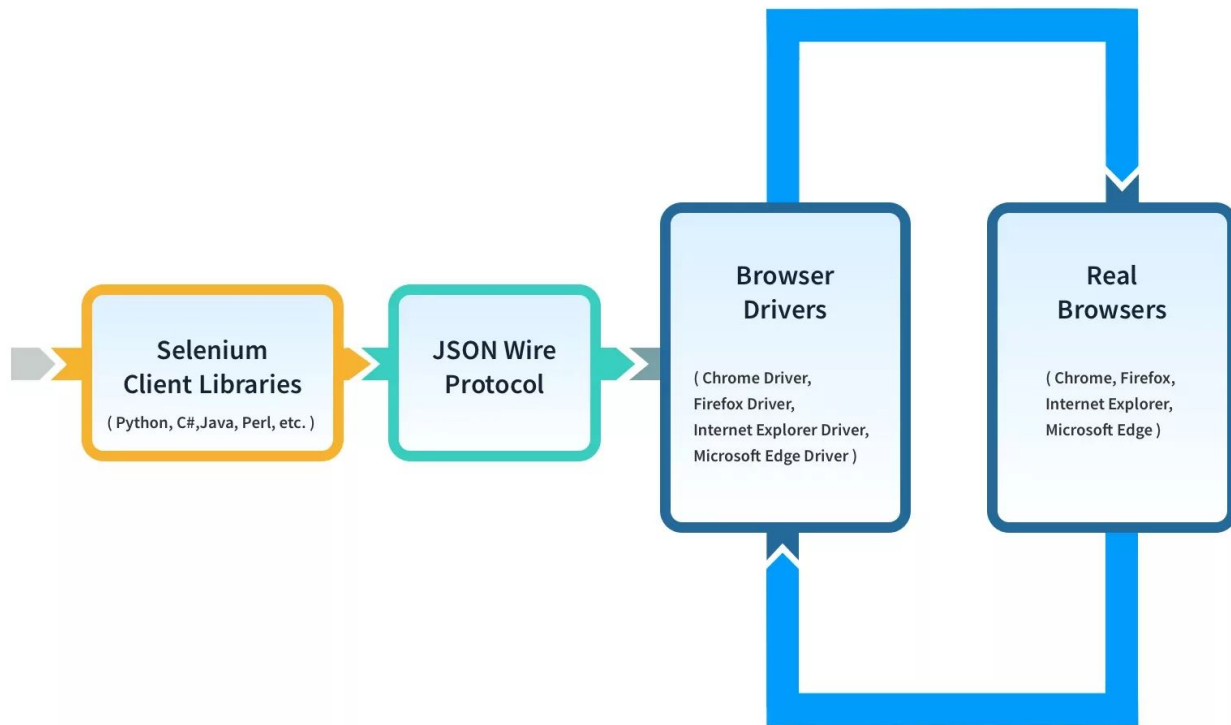 Selenium
Client Libraries
( Python, C#,Java, Perl, etc. )
JSON Wire
Protocol
Browser
Drivers
( Chrome Driver,
Firefox Driver,
Internet Explorer Driver,
Microsoft Edge Driver )
Real
Browsers
( Chrome, Firefox,
Internet Explorer,
Microsoft Edge )